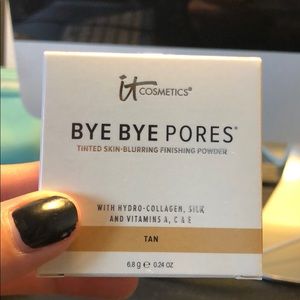 it COSMETICS®
BYE BYE PORES®
TINTED SKIN-BLURRING FINISHING POWDER
WITH HYDRO-COLLAGEN, SILK
AND VITAMINS A, C & E
TAN
6.8 g ℮ 0.24 OZ